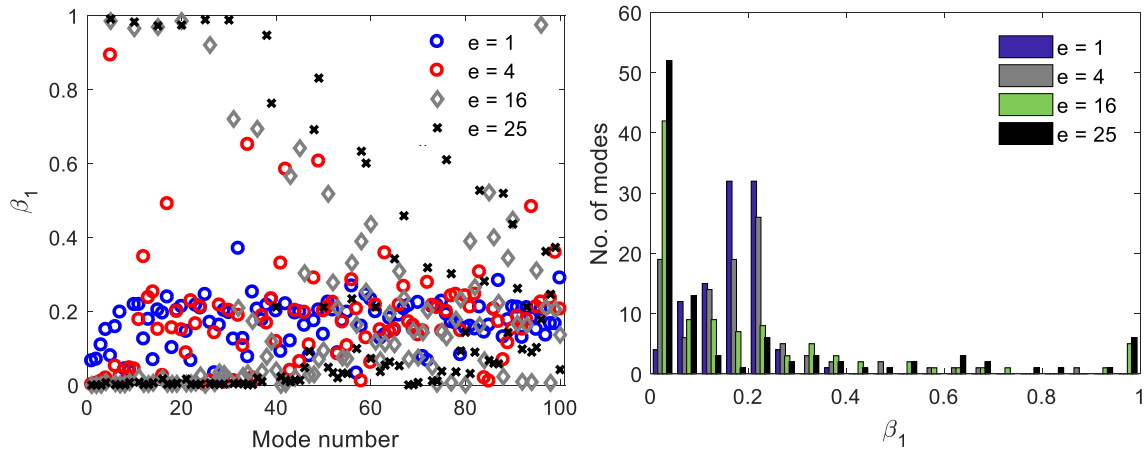 1
0.8
0.6
0.4
0.2
0
β1
0 20 40 60 80 100
Mode number
e = 1
e = 4
e = 16
e = 25
60
50
40
30
20
10
0
No. of modes
0 0.2 0.4 0.6 0.8 1
β1
e = 1
e = 4
e = 16
e = 25